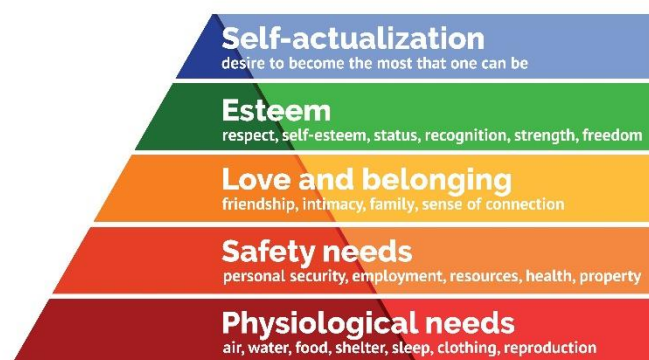 Self-actualization
desire to become the most that one can be
Esteem
respect, self-esteem, status, recognition, strength, freedom
Love and belonging
friendship, intimacy, family, sense of connection
Safety needs
personal security, employment, resources, health, property
Physiological needs
air, water, food, shelter, sleep, clothing, reproduction